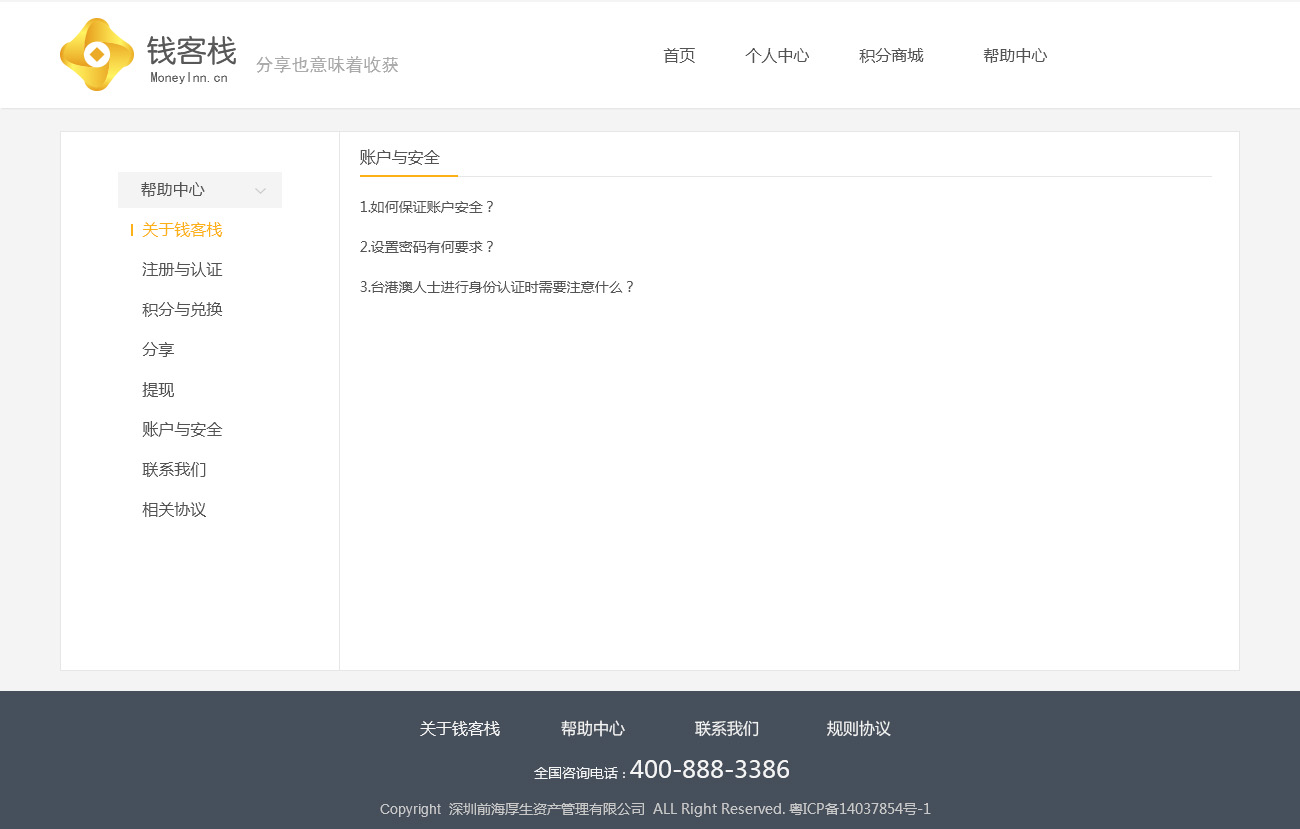 钱客栈
MoneyInn.cn
分享也意味着收获
首页 个人中心 积分商城 帮助中心
帮助中心
关于钱客栈
注册与认证
积分与兑换
分享
提现
账户与安全
联系我们
相关协议
账户与安全
1.如何保证账户安全？
2.设置密码有何要求？
3.台港澳人士进行身份认证时需要注意什么？
关于钱客栈 帮助中心 联系我们 规则协议
全国咨询电话：400-888-3386
Copyright 深圳前海厚生资产管理有限公司 ALL Right Reserved. 粤ICP备14037854号-1